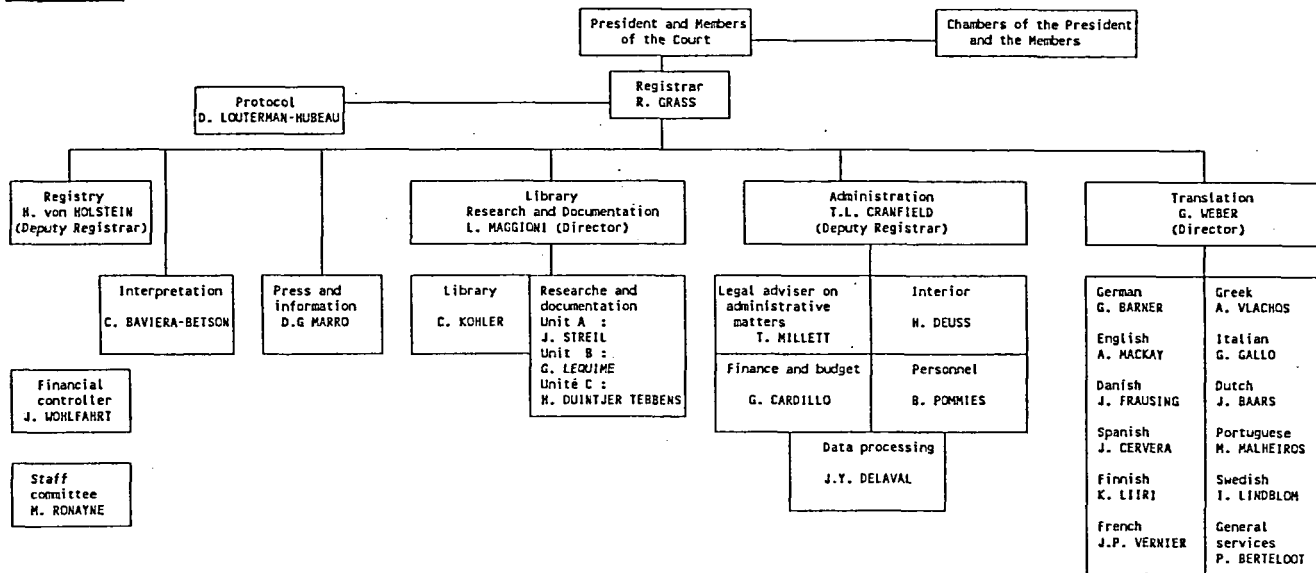 President and Members
of the Court
Chambers of the President
and the Members
Registrar
R. GRASS
Protocol
D. LOUTERMAN-HUBEAU
Registry
H. von HOLSTEIN
(Deputy Registrar)
Library
Research and Documentation
L. MAGGIONI (Director)
Administration
T.L. CRANFIELD
(Deputy Registrar)
Translation
G. WEBER
(Director)
Interpretation
C. BAVIERA-BETSON
Press and
information
D.G MARRO
Library
C. KOHLER
Researche and
documentation
Unit A :
J. STREIL
Unit B :
G. LEQUIME
Unité C :
H. DUINTJER TEBBENS
Legal adviser on
administrative
matters
T. MILLETT
Interior
H. DEUSS
Finance and budget
G. CARDILLO
Personnel
B. POMMIES
Data processing
J.Y. DELAVAL
German
G. BARNER
English
A. MACKAY
Danish
J. FRAUSING
Spanish
J. CERVERA
Finnish
K. LIIRI
French
J.P. VERNIER
Greek
A. VLACHOS
Italian
G. GALLO
Dutch
J. BAARS
Portuguese
M. MALHEIROS
Swedish
I. LINDBLOM
General
services
P. BERTELOOT
Financial
controller
J. WOHLFAHRT
Staff
committee
M. RONAYNE